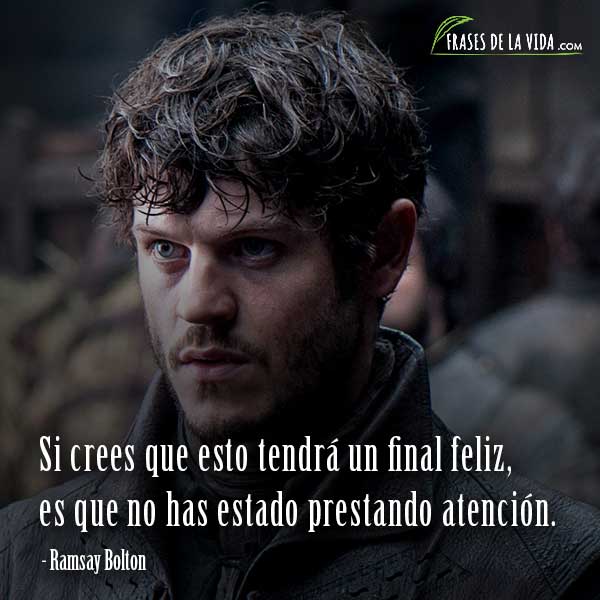 FRASES DE LA VIDA .COM
Si crees que esto tendrá un final feliz,
es que no has estado prestando atención.
- Ramsay Bolton